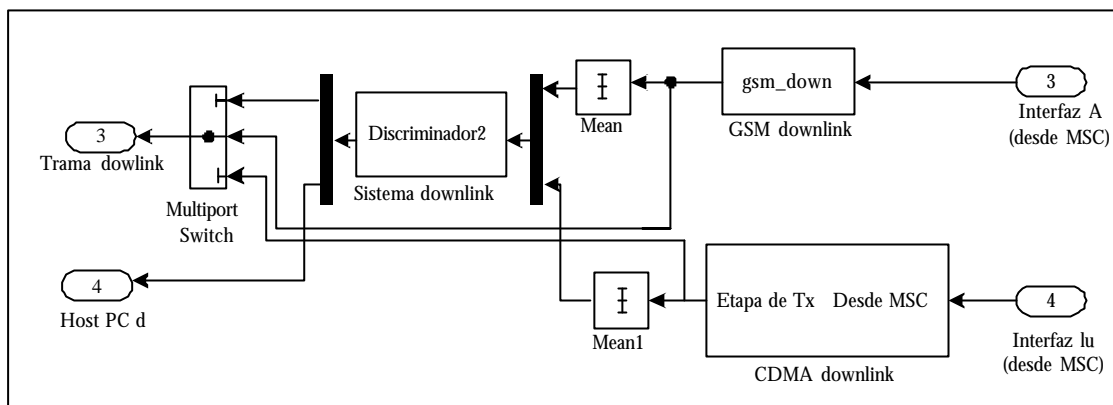 gsm_down
GSM downlink
3
Interfaz A
(desde MSC)
Mean
Discriminador2
Sistema downlink
3
Trama dowlink
Multiport
Switch
4
Host PC d
Mean1
Etapa de Tx Desde MSC
CDMA downlink
4
Interfaz lu
(desde MSC)